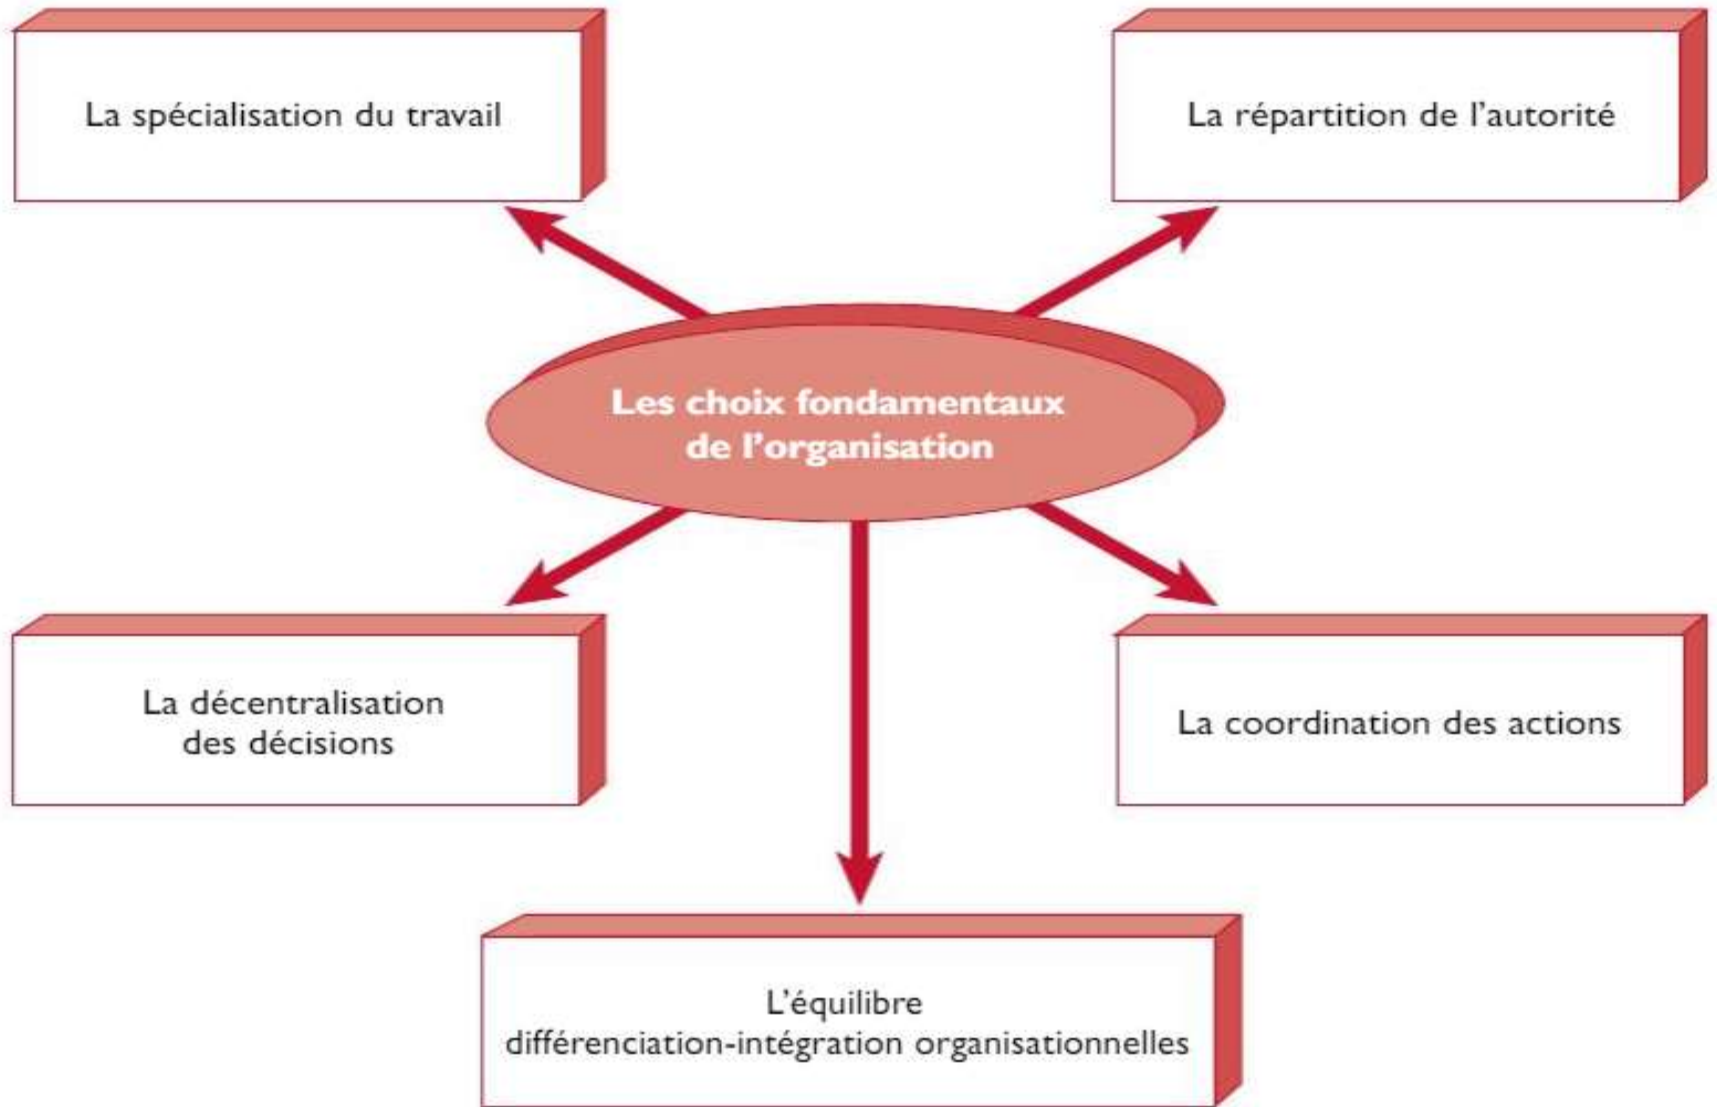 La spécialisation du travail
La répartition de l'autorité
Les choix fondamentaux
de l'organisation
La décentralisation
des décisions
La coordination des actions
L'équilibre
différenciation-intégration organisationnelles